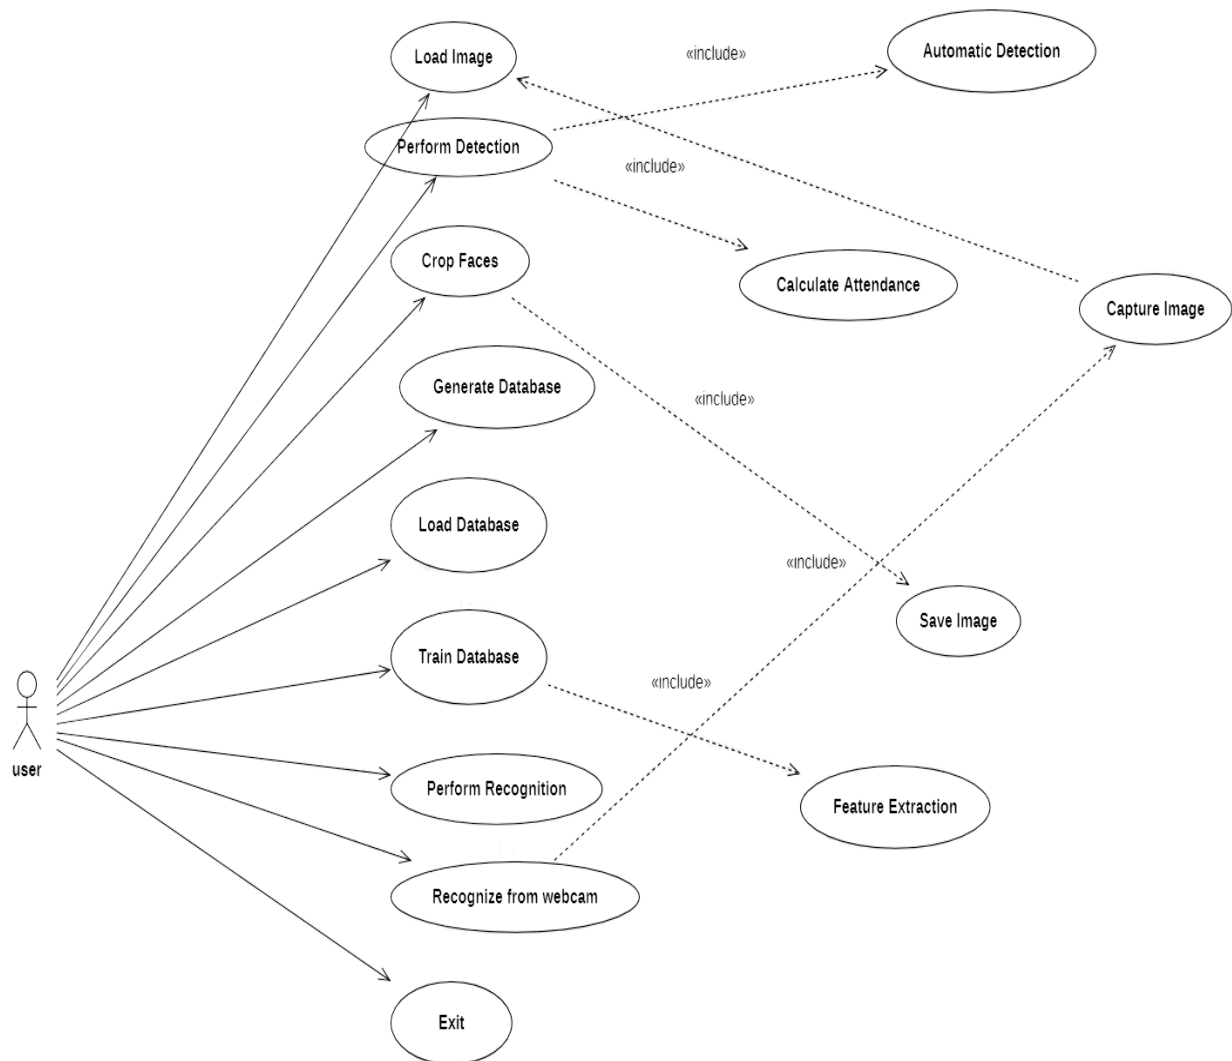 Load Image
«include»
Automatic Detection
Perform Detection
«include»
Crop Faces
Calculate Attendance
Capture Image
Generate Database
«include»
Load Database
«include»
Save Image
Train Database
«include»
user
Perform Recognition
Feature Extraction
Recognize from webcam
Exit